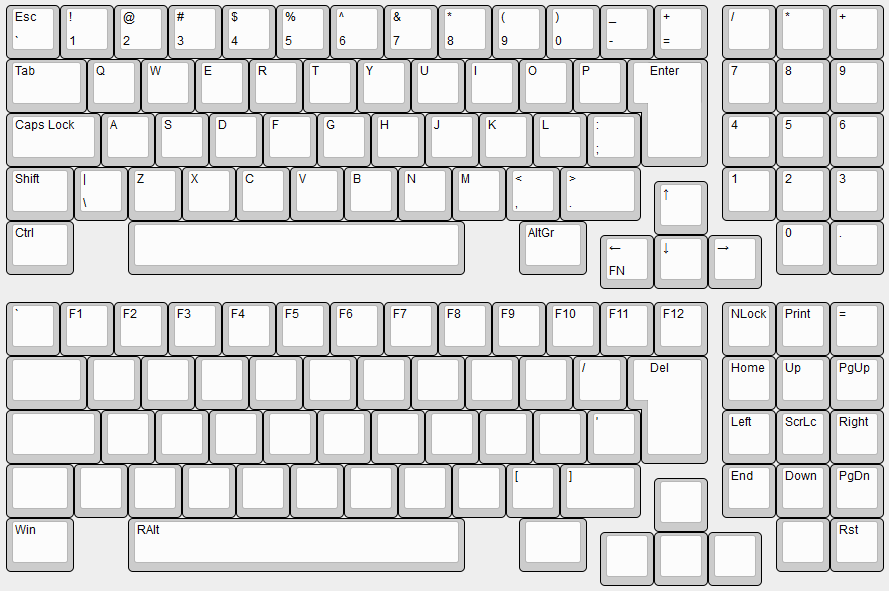 Esc ! @ # $ % ^ & * ( ) _ + / * +
` 1 2 3 4 5 6 7 8 9 0 - =
Tab Q W E R T Y U I O P Enter 7 8 9
Caps Lock A S D F G H J K L : 4 5 6
;
Shift | Z X C V B N M < > 1 2 3
\ , .
↑
Ctrl AltGr 0 .
← ↓ →
FN
` F1 F2 F3 F4 F5 F6 F7 F8 F9 F10 F11 F12 NLock Print =
/ Del Home Up PgUp
' Left ScrLc Right
[ ] End Down PgDn
Win RAlt Rst